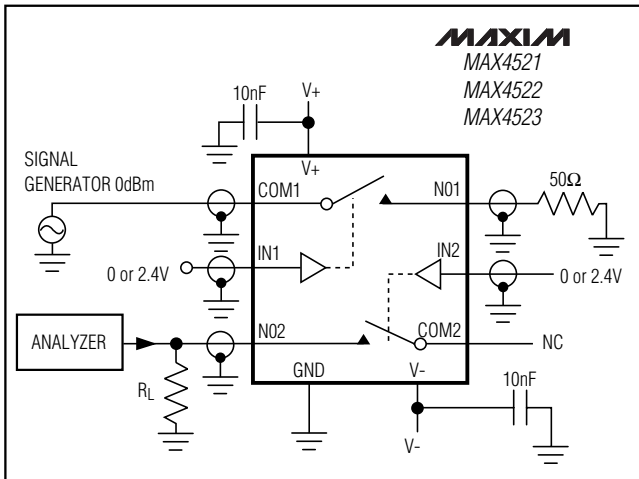 MAXIM
MAX4521
MAX4522
MAX4523
10nF
V+
V+
SIGNAL
GENERATOR 0dBm
COM1
N01
50Ω
IN1
IN2
0 or 2.4V
0 or 2.4V
ANALYZER
N02
COM2
NC
RL
GND
V-
10nF
V-